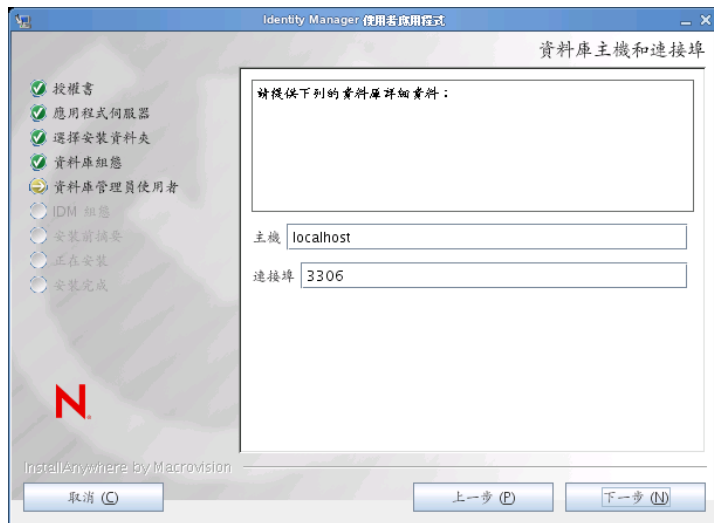 Identity Manager 使用者應用程式
資料庫主機和連接埠
授權書
應用程式伺服器
選擇安裝資料夾
資料庫組態
資料庫管理員使用者
IDM 組態
安裝前摘要
正在安裝
安裝完成
請提供下列的資料庫詳細資料：
主機 localhost
連接埠 3306
N
InstallAnywhere by Macrovision
取消 (C)
上一步 (P)
下一步 (N)